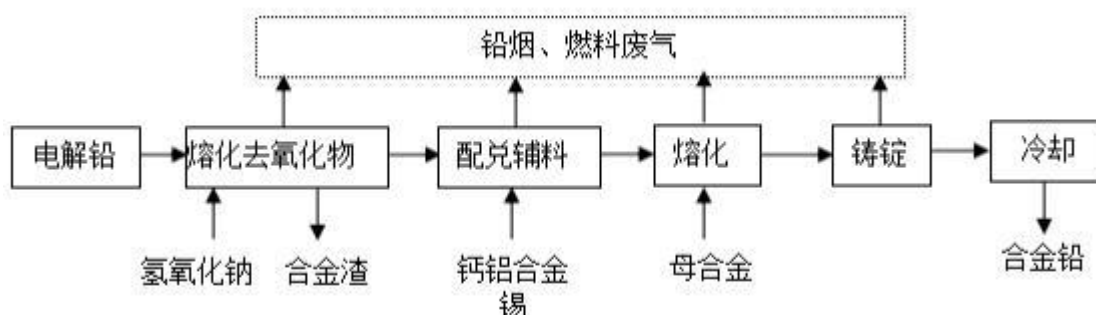 铅烟、燃料废气
电解铅
熔化去氧化物
配兑辅料
熔化
铸锭
冷却
氢氧化钠
合金渣
钙铝合金
锡
母合金
合金铅